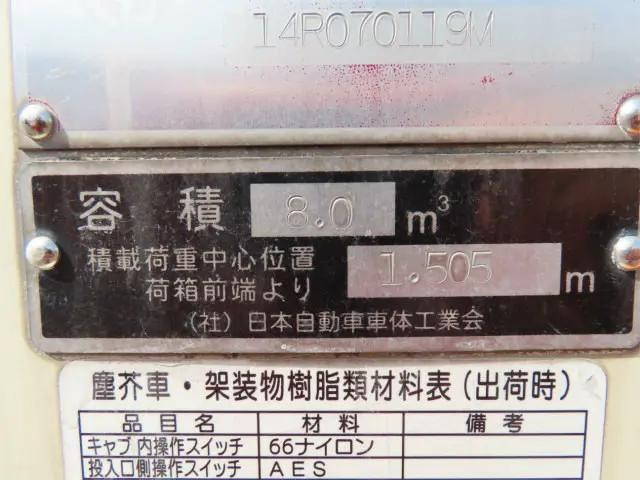 14R070119M
容積 8.0 m³
積載荷重中心位置
荷箱前端より 1.505 m
（社）日本自動車車体工業会
塵芥車・架装物樹脂類材料表（出荷時）
品目名 材料 備考
キャブ内操作スイッチ 66ナイロン
投入口側操作スイッチ AES